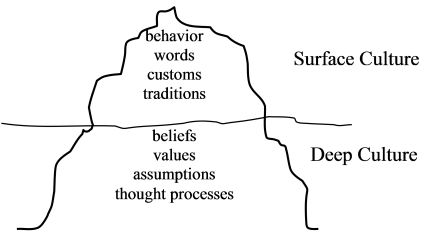 behavior
words
customs
traditions
Surface Culture
beliefs
values
assumptions
thought processes
Deep Culture